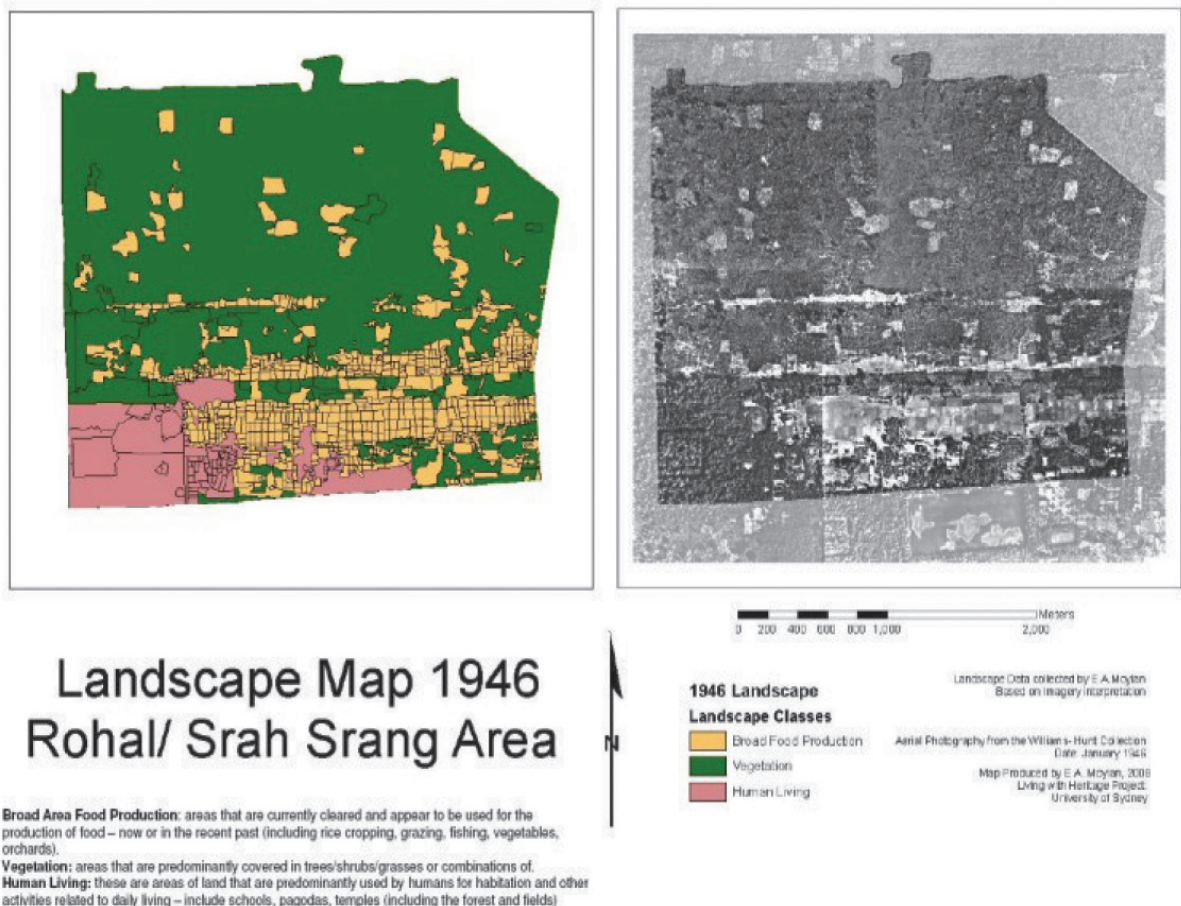 Landscape Map 1946
Rohal/ Srah Srang Area
Broad Area Food Production: areas that are currently cleared and appear to be used for the
production of food – now or in the recent past (including rice cropping, grazing, fishing, vegetables,
orchards).
Vegetation: areas that are predominantly covered in trees/shrubs/grasses or combinations of.
Human Living: these are areas of land that are predominantly used by humans for habitation and other
activities related to daily living – include schools, pagodas, temples (including the forest and fields)
N
Meters
0 200 400 600 800 1,000 2,000
1946 Landscape
Landscape Classes
Broad Food Production
Vegetation
Human Living
Landscape Data collected by E.A.Moylan
Based on Imagery Interpretation
Aerial Photography from the Williams-Hunt Collection
Date: January 1946
Map Produced by E.A. Moylan, 2008
Living with Heritage Project
University of Sydney